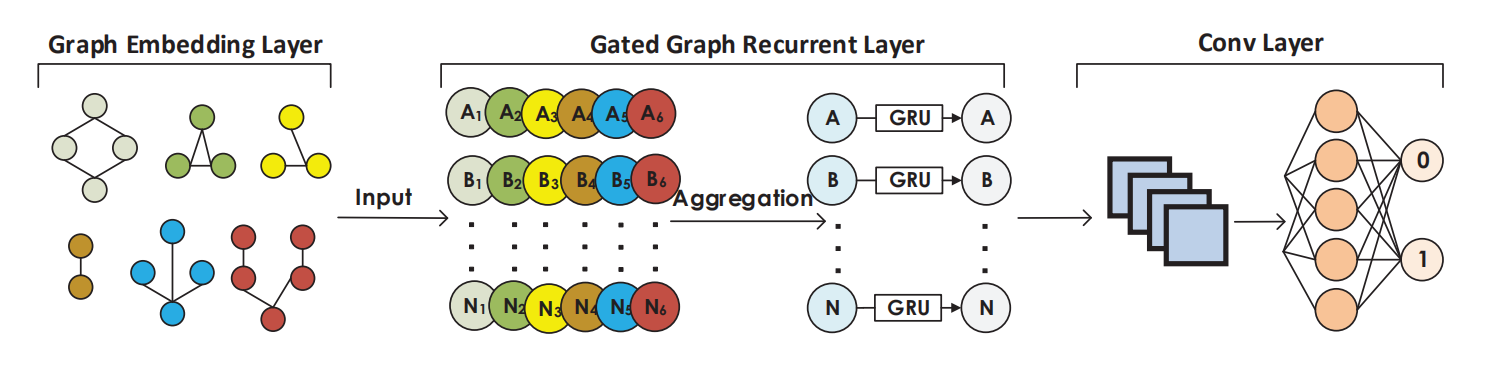 Graph Embedding Layer
Gated Graph Recurrent Layer
Conv Layer
A1 A2 A3 A4 A5 A6
A GRU A
B1 B2 B3 B4 B5 B6
B GRU B
Input
Aggregation
N1 N2 N3 N4 N5 N6
N GRU N
0
1